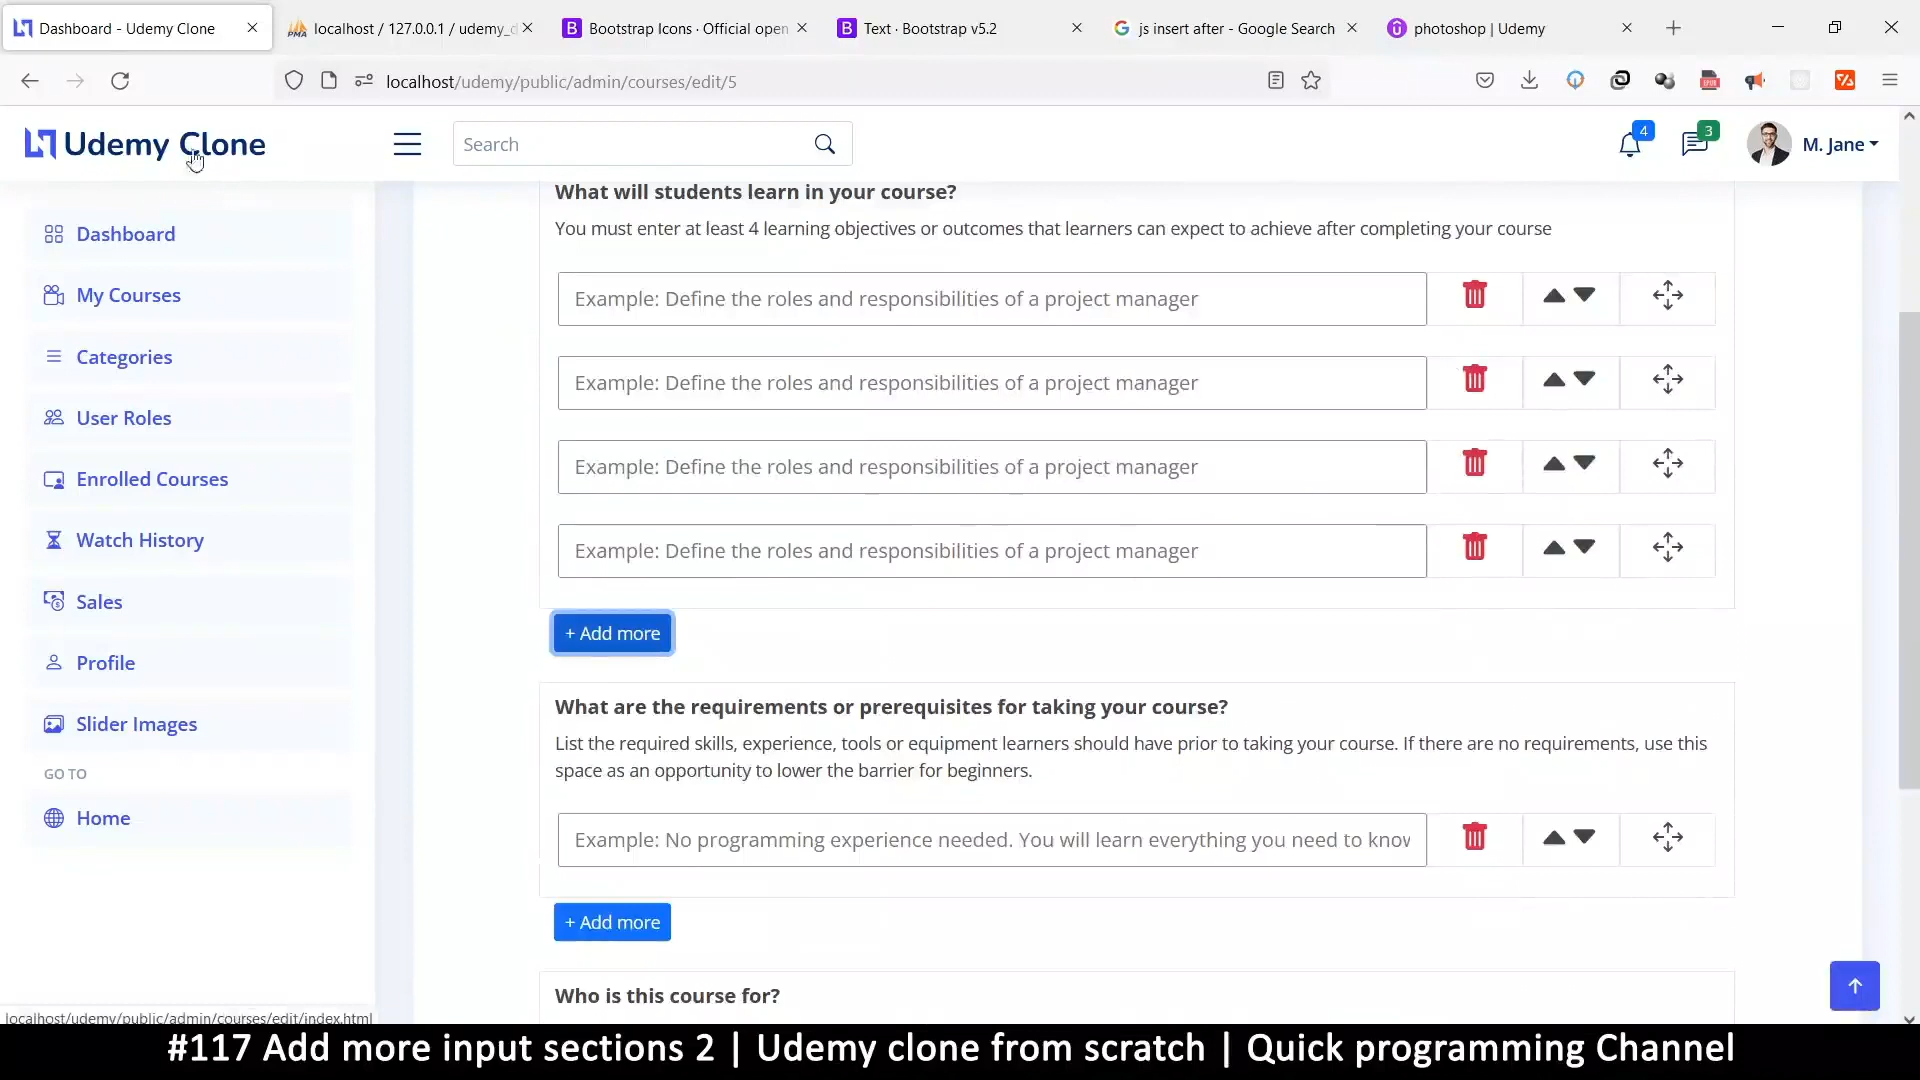 Dashboard - Udemy Clone
localhost / 127.0.0.1 / udemy_c
Bootstrap Icons · Official open
Text · Bootstrap v5.2
js insert after - Google Search
photoshop | Udemy
localhost/udemy/public/admin/courses/edit/5
Udemy Clone
Search
4
3
M. Jane
Dashboard
My Courses
Categories
User Roles
Enrolled Courses
Watch History
Sales
Profile
Slider Images
GO TO
Home
What will students learn in your course?
You must enter at least 4 learning objectives or outcomes that learners can expect to achieve after completing your course
Example: Define the roles and responsibilities of a project manager
Example: Define the roles and responsibilities of a project manager
Example: Define the roles and responsibilities of a project manager
Example: Define the roles and responsibilities of a project manager
+ Add more
What are the requirements or prerequisites for taking your course?
List the required skills, experience, tools or equipment learners should have prior to taking your course. If there are no requirements, use this
space as an opportunity to lower the barrier for beginners.
Example: No programming experience needed. You will learn everything you need to know
+ Add more
Who is this course for?
localhost/udemy/public/admin/courses/edit/index.html
#117 Add more input sections 2 | Udemy clone from scratch | Quick programming Channel